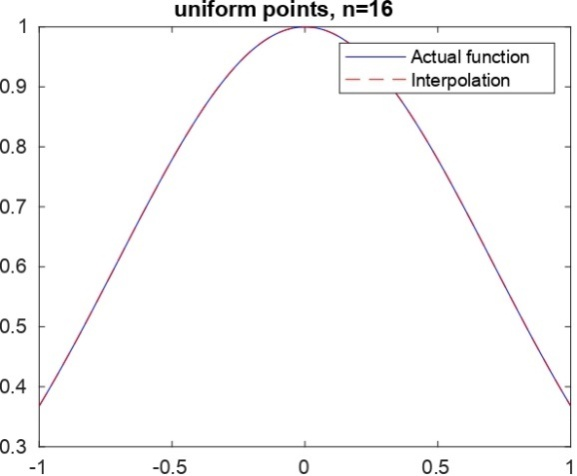 uniform points, n=16
1
Actual function
Interpolation
0.9
0.8
0.7
0.6
0.5
0.4
0.3
-1 -0.5 0 0.5 1